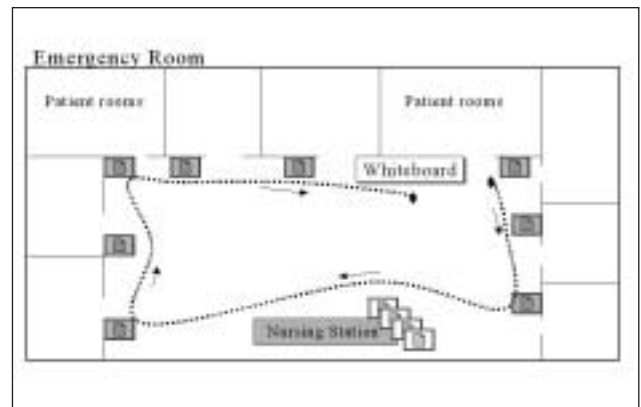 Emergency Room
Patient rooms
Patient rooms
Whiteboard
Nursing Station